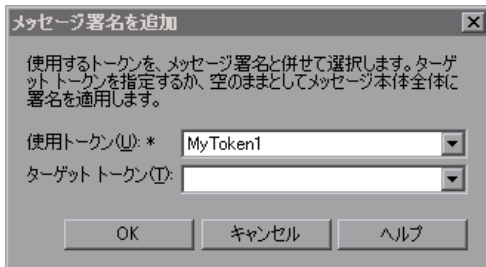 メッセージ署名を追加
使用するトークンを、メッセージ署名と併せて選択します。ターゲ
ット トークンを指定するか、空のままとしてメッセージ本体全体に
署名を適用します。
使用トークン(U): * MyToken1
ターゲット トークン(T):
OK キャンセル ヘルプ